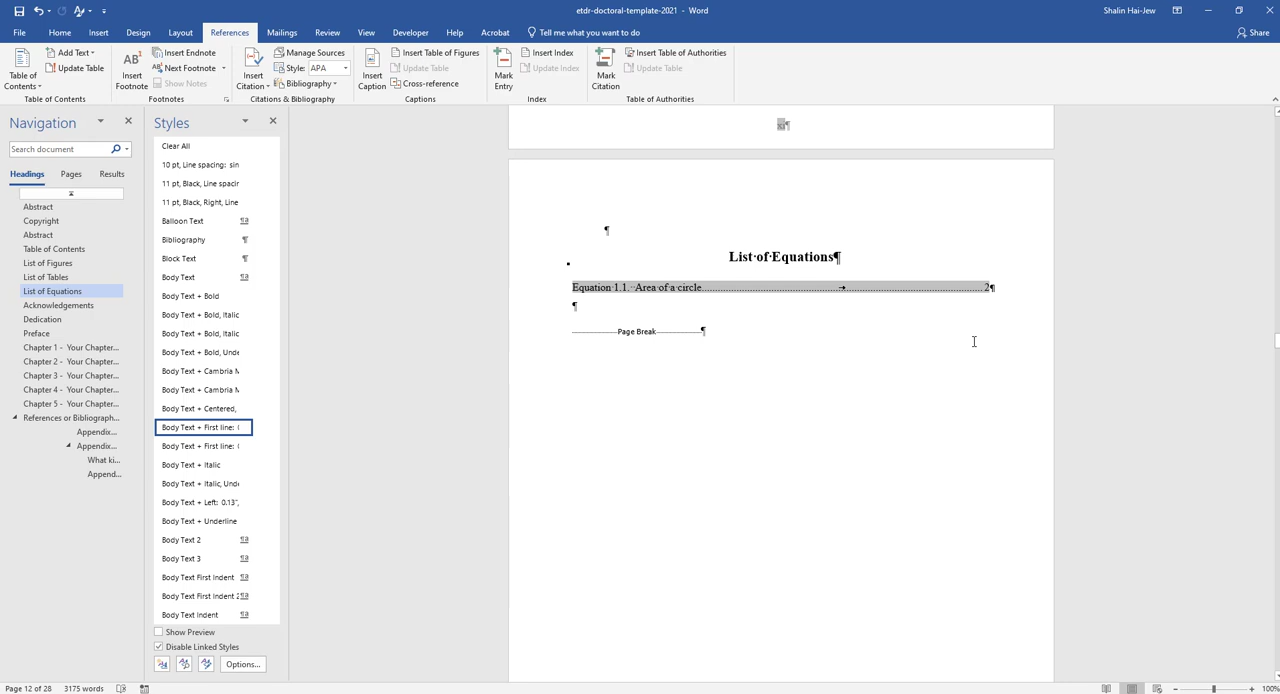 etdr-doctoral-template-2021 - Word
Shalin Hai-Jew
File Home Insert Design Layout References Mailings Review View Developer Help Acrobat Tell me what you want to do Share
Table of Contents
Add Text
Update Table
Table of Contents
AB¹
Insert Footnote
Insert Endnote
Next Footnote
Show Notes
Footnotes
Insert Citation
Manage Sources
Style: APA
Bibliography
Citations & Bibliography
Insert Caption
Insert Table of Figures
Update Table
Cross-reference
Captions
Mark Entry
Insert Index
Update Index
Index
Mark Citation
Insert Table of Authorities
Update Table
Table of Authorities
Navigation
Search document
Headings Pages Results
Abstract
Copyright
Abstract
Table of Contents
List of Figures
List of Tables
List of Equations
Acknowledgements
Dedication
Preface
Chapter 1 - Your Chapter...
Chapter 2 - Your Chapter...
Chapter 3 - Your Chapter...
Chapter 4 - Your Chapter...
Chapter 5 - Your Chapter...
References or Bibliograph...
Appendix...
Appendix...
What ki...
Append...
Styles
Clear All
10 pt, Line spacing: sin
11 pt, Black, Line spacir
11 pt, Black, Right, Line
Balloon Text ¶a
Bibliography ¶
Block Text ¶
Body Text ¶a
Body Text + Bold
Body Text + Bold, Italic
Body Text + Bold, Italic
Body Text + Bold, Unde
Body Text + Cambria M
Body Text + Cambria M
Body Text + Centered,
Body Text + First line: (
Body Text + First line: (
Body Text + Italic
Body Text + Italic, Und
Body Text + Left: 0.13",
Body Text + Underline
Body Text 2 ¶a
Body Text 3 ¶a
Body Text First Indent ¶a
Body Text First Indent 2 ¶a
Body Text Indent ¶a
Show Preview
Disable Linked Styles
Options...
¶
¶
List·of·Equations¶
Equation·1.1.··Area·of·a·circle..........→..........2¶
¶
Page Break ¶
Page 12 of 28 3175 words
100%